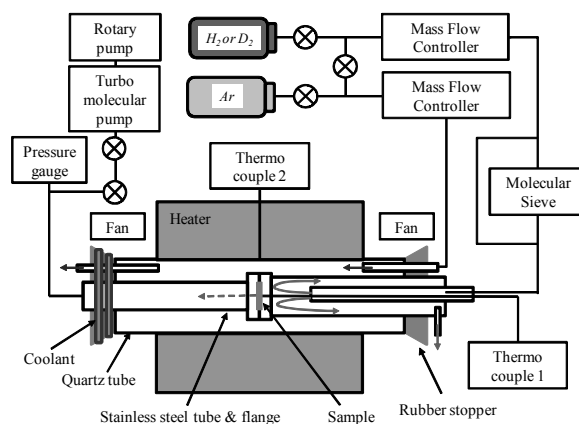 Rotary
pump
Turbo
molecular
pump
Pressure
gauge
H2 or D2
Ar
Mass Flow
Controller
Mass Flow
Controller
Thermo
couple 2
Molecular
Sieve
Fan
Heater
Fan
Coolant
Quartz tube
Stainless steel tube & flange
Sample
Rubber stopper
Thermo
couple 1